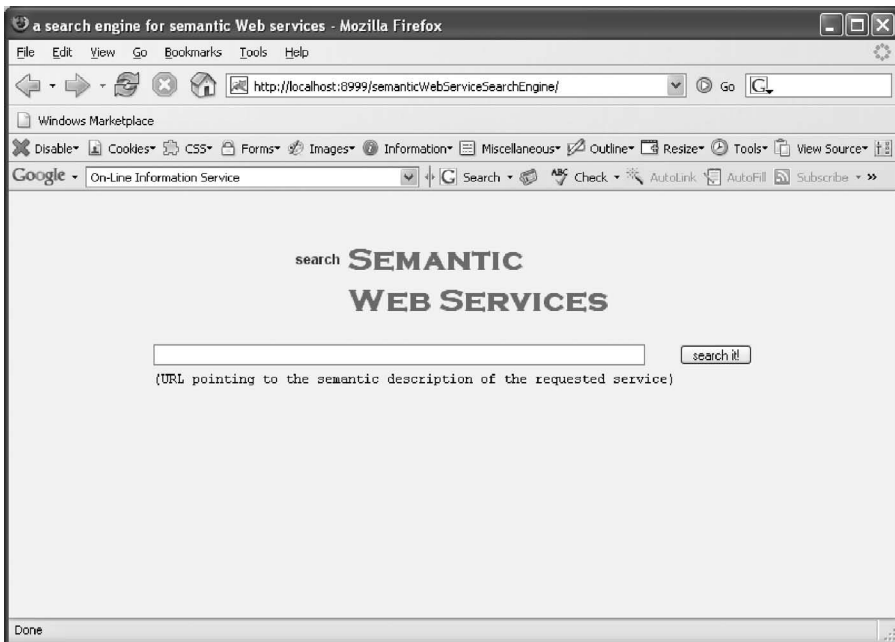 a search engine for semantic Web services - Mozilla Firefox
File Edit View Go Bookmarks Tools Help
http://localhost:8999/semanticWebServiceSearchEngine/ Go G
Windows Marketplace
Disable Cookies CSS Forms Images Information Miscellaneous Outline Resize Tools View Source
Google On-Line Information Service G Search ABC Check AutoLink AutoFill Subscribe »
search SEMANTIC
WEB SERVICES
search it!
(URL pointing to the semantic description of the requested service)
Done